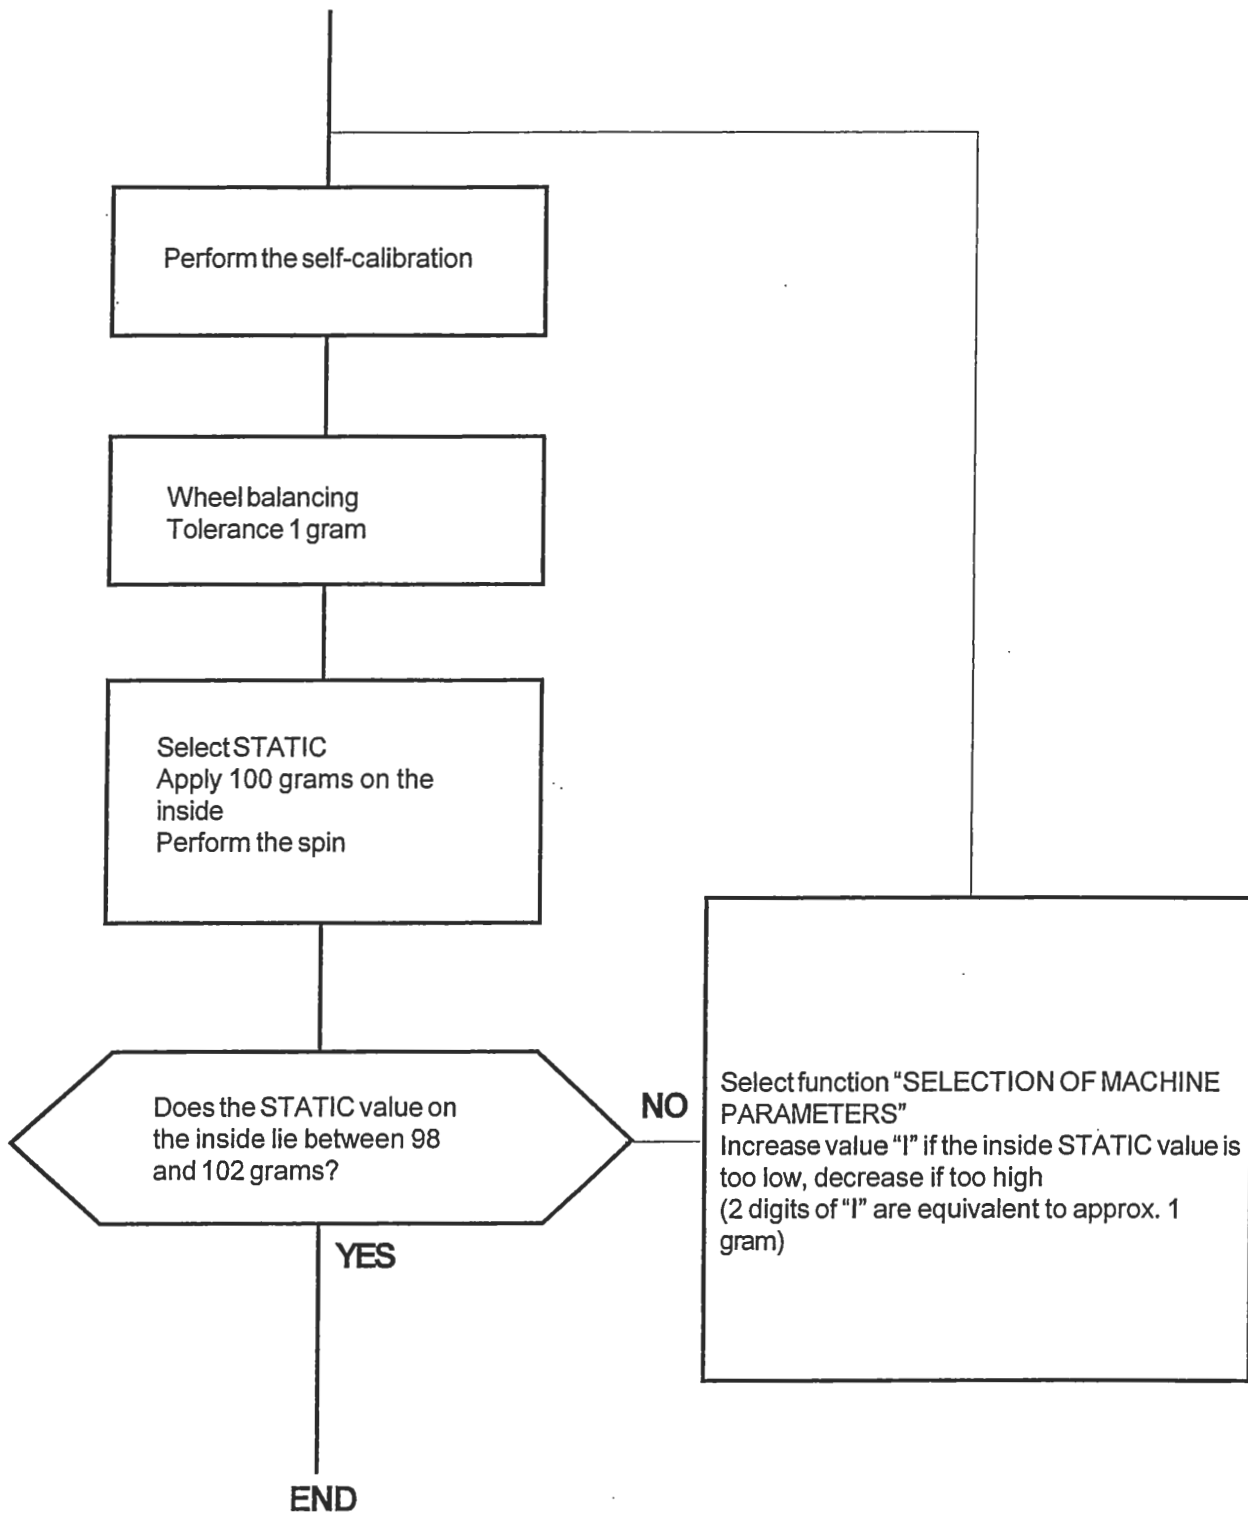 Perform the self-calibration
Wheel balancing
Tolerance 1 gram
Select STATIC
Apply 100 grams on the
inside
Perform the spin
Does the STATIC value on
the inside lie between 98
and 102 grams?
NO
Select function “SELECTION OF MACHINE
PARAMETERS”
Increase value “I” if the inside STATIC value is
too low, decrease if too high
(2 digits of “I” are equivalent to approx. 1
gram)
YES
END